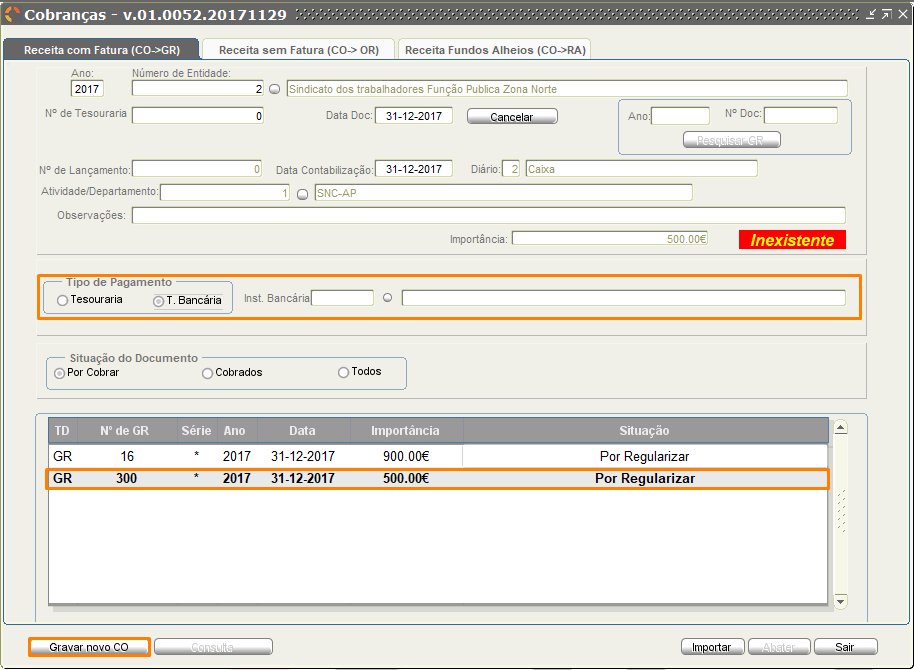 Cobranças - v.01.0052.20171129
Receita com Fatura (CO->GR) Receita sem Fatura (CO-> OR) Receita Fundos Alheios (CO->RA)
Ano: Número de Entidade:
2017 2 Sindicato dos trabalhadores Função Publica Zona Norte
Nº de Tesouraria 0 Data Doc: 31-12-2017 Cancelar Ano: Nº Doc:
Pesquisar GR
Nº de Lançamento: 0 Data Contabilização: 31-12-2017 Diário: 2 Caixa
Atividade/Departamento: 1 SNC-AP
Observações:
Importância: 500.00€ Inexistente
Tipo de Pagamento
Tesouraria T. Bancária Inst. Bancária
Situação do Documento
Por Cobrar Cobrados Todos
TD Nº de GR Série Ano Data Importância Situação
GR 16 * 2017 31-12-2017 900.00€ Por Regularizar
GR 300 * 2017 31-12-2017 500.00€ Por Regularizar
Gravar novo CO Consulta Importar Abater Sair